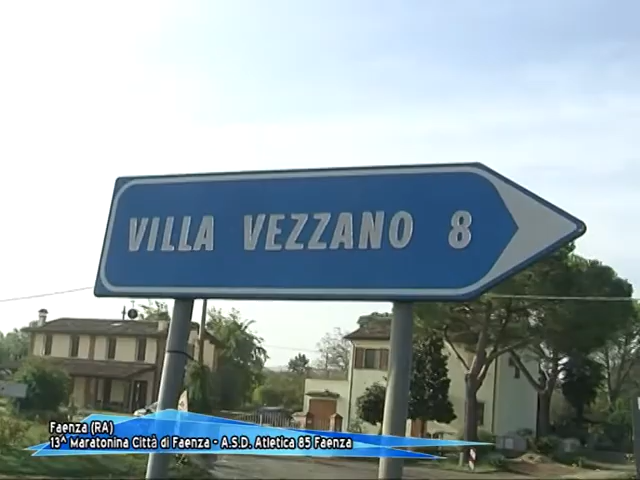 VILLA VEZZANO 8
Faenza (RA)
13^ Maratonina Città di Faenza - A.S.D. Atletica 85 Faenza